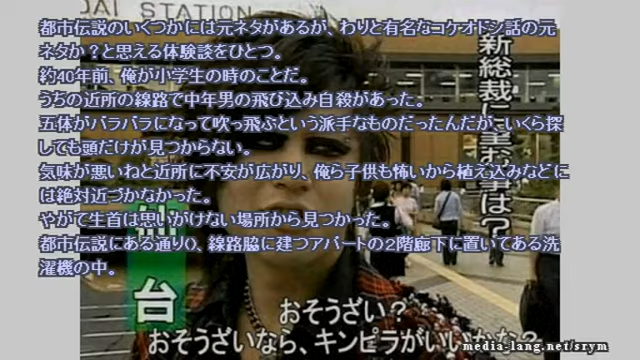 DAI STATION
都市伝説のいくつかには元ネタがあるが、わりと有名なコケオドシ話の元
ネタか？と思える体験談をひとつ。
約40年前、俺が小学生の時のことだ。
うちの近所の線路で中年男の飛び込み自殺があった。
五体がバラバラになって吹っ飛ぶという派手なものだったんだが、いくら探
しても頭だけが見つからない。
気味が悪いねと近所に不安が広がり、俺ら子供も怖いから植え込みなどに
は絶対近づかなかった。
やがて生首は思いがけない場所から見つかった。
都市伝説にある通り()、線路脇に建つアパートの2階廊下に置いてある洗
濯機の中。
新総裁に
は？
仙
台
おそうざい？
おそうざいなら、キンピラがいいかな？
media-lang.net/srym